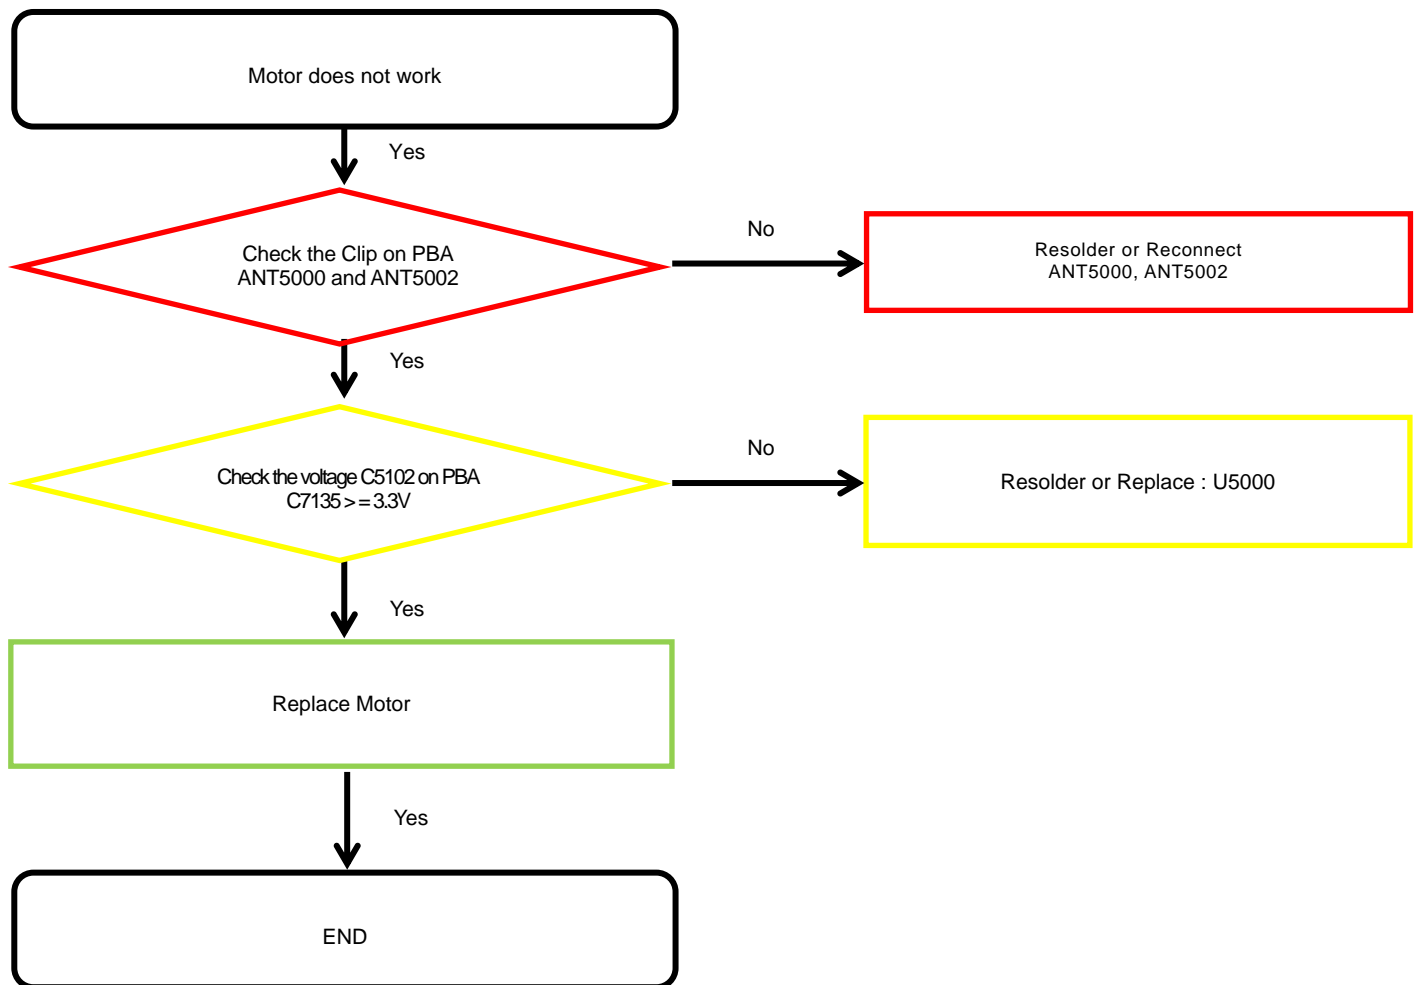 Motor does not work
Yes
Check the Clip on PBA
ANT5000 and ANT5002
No
Resolder or Reconnect
ANT5000, ANT5002
Yes
Check the voltage C5102 on PBA
C7135 > = 3.3V
No
Resolder or Replace : U5000
Yes
Replace Motor
Yes
END